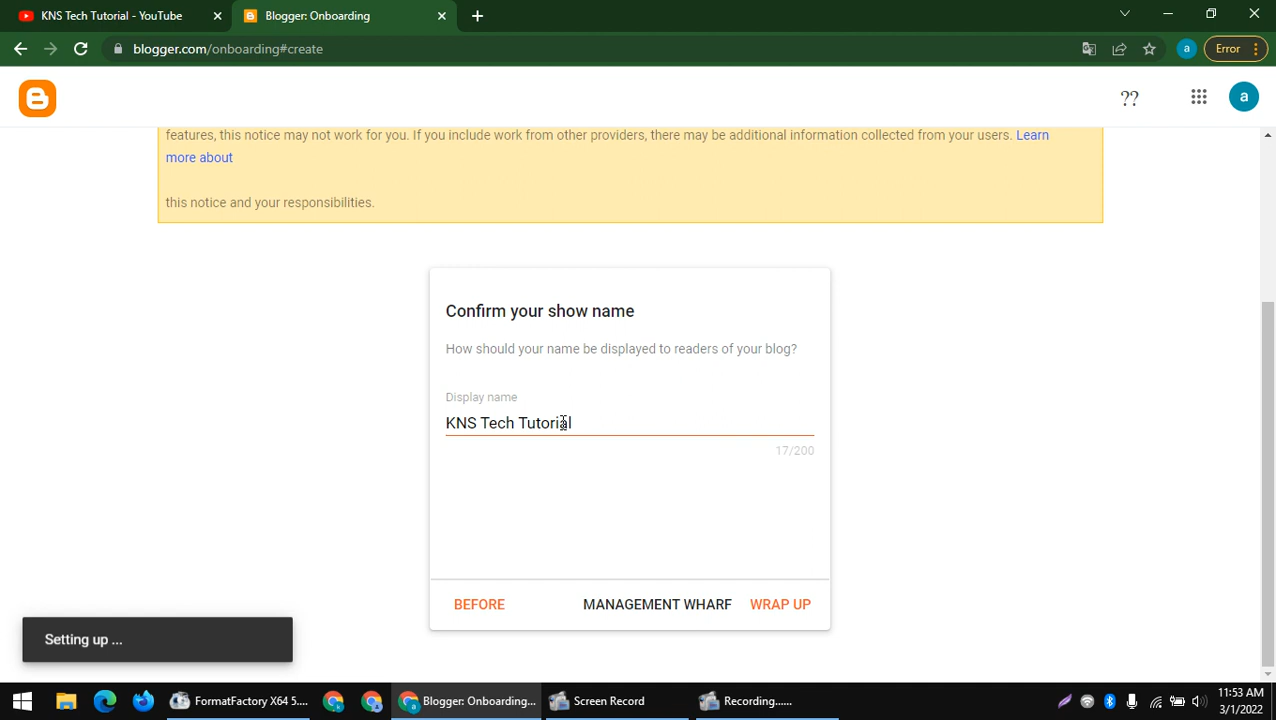 KNS Tech Tutorial - YouTube
Blogger: Onboarding
blogger.com/onboarding#create
a
Error
??
a
features, this notice may not work for you. If you include work from other providers, there may be additional information collected from your users. Learn
more about
this notice and your responsibilities.
Confirm your show name
How should your name be displayed to readers of your blog?
Display name
KNS Tech Tutorial
17/200
BEFORE
MANAGEMENT WHARF
WRAP UP
Setting up ...
FormatFactory X64 5....
Blogger: Onboarding...
Screen Record
Recording......
11:53 AM
3/1/2022